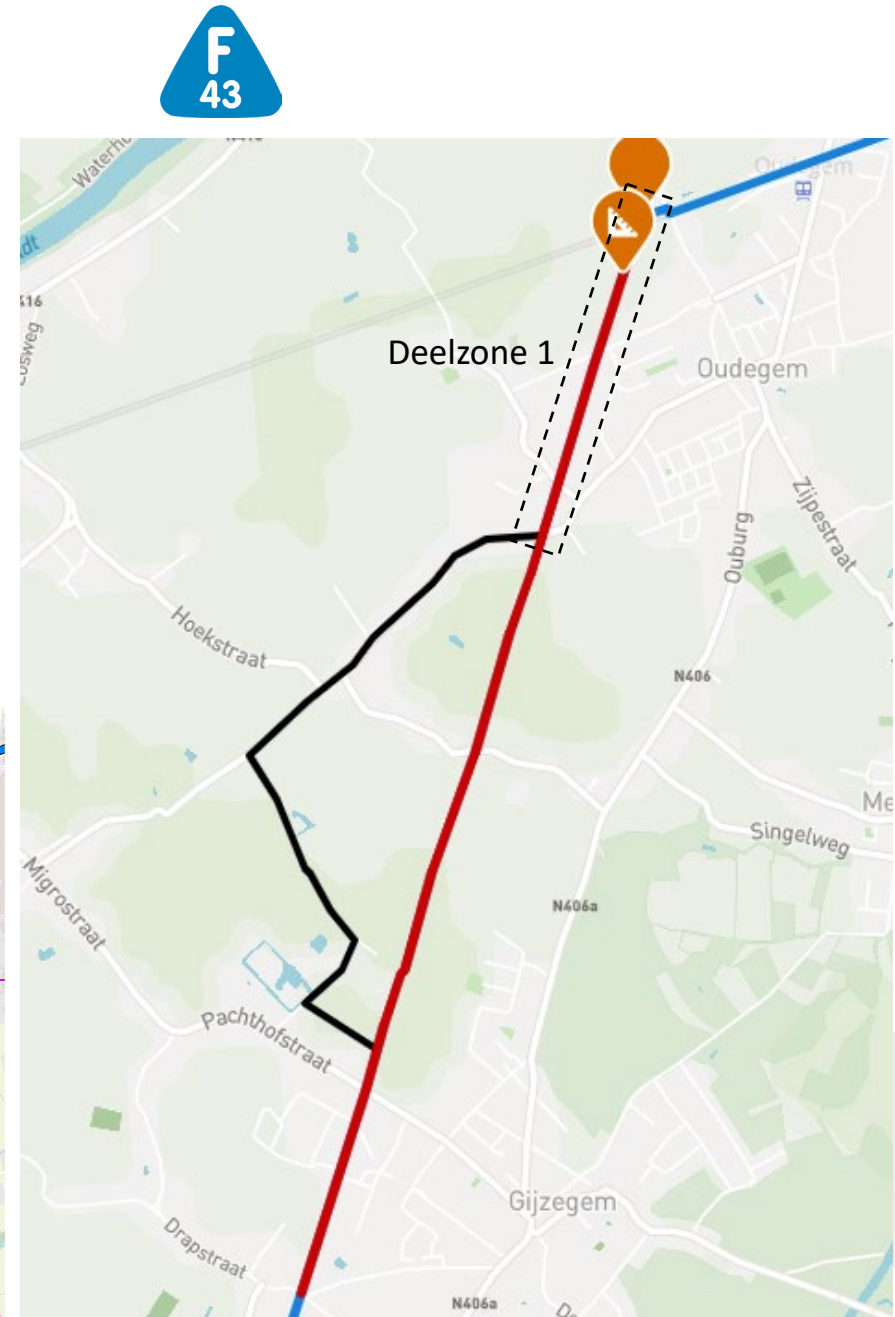 F
43
Oudegem
Deelzone 1
Oudegem
Zijpestraat
Ouburg
Hoekstraat
N406
Singelweg
N406a
Migrostraat
Pachthofstraat
Gijzegem
Drapstraat
N406a